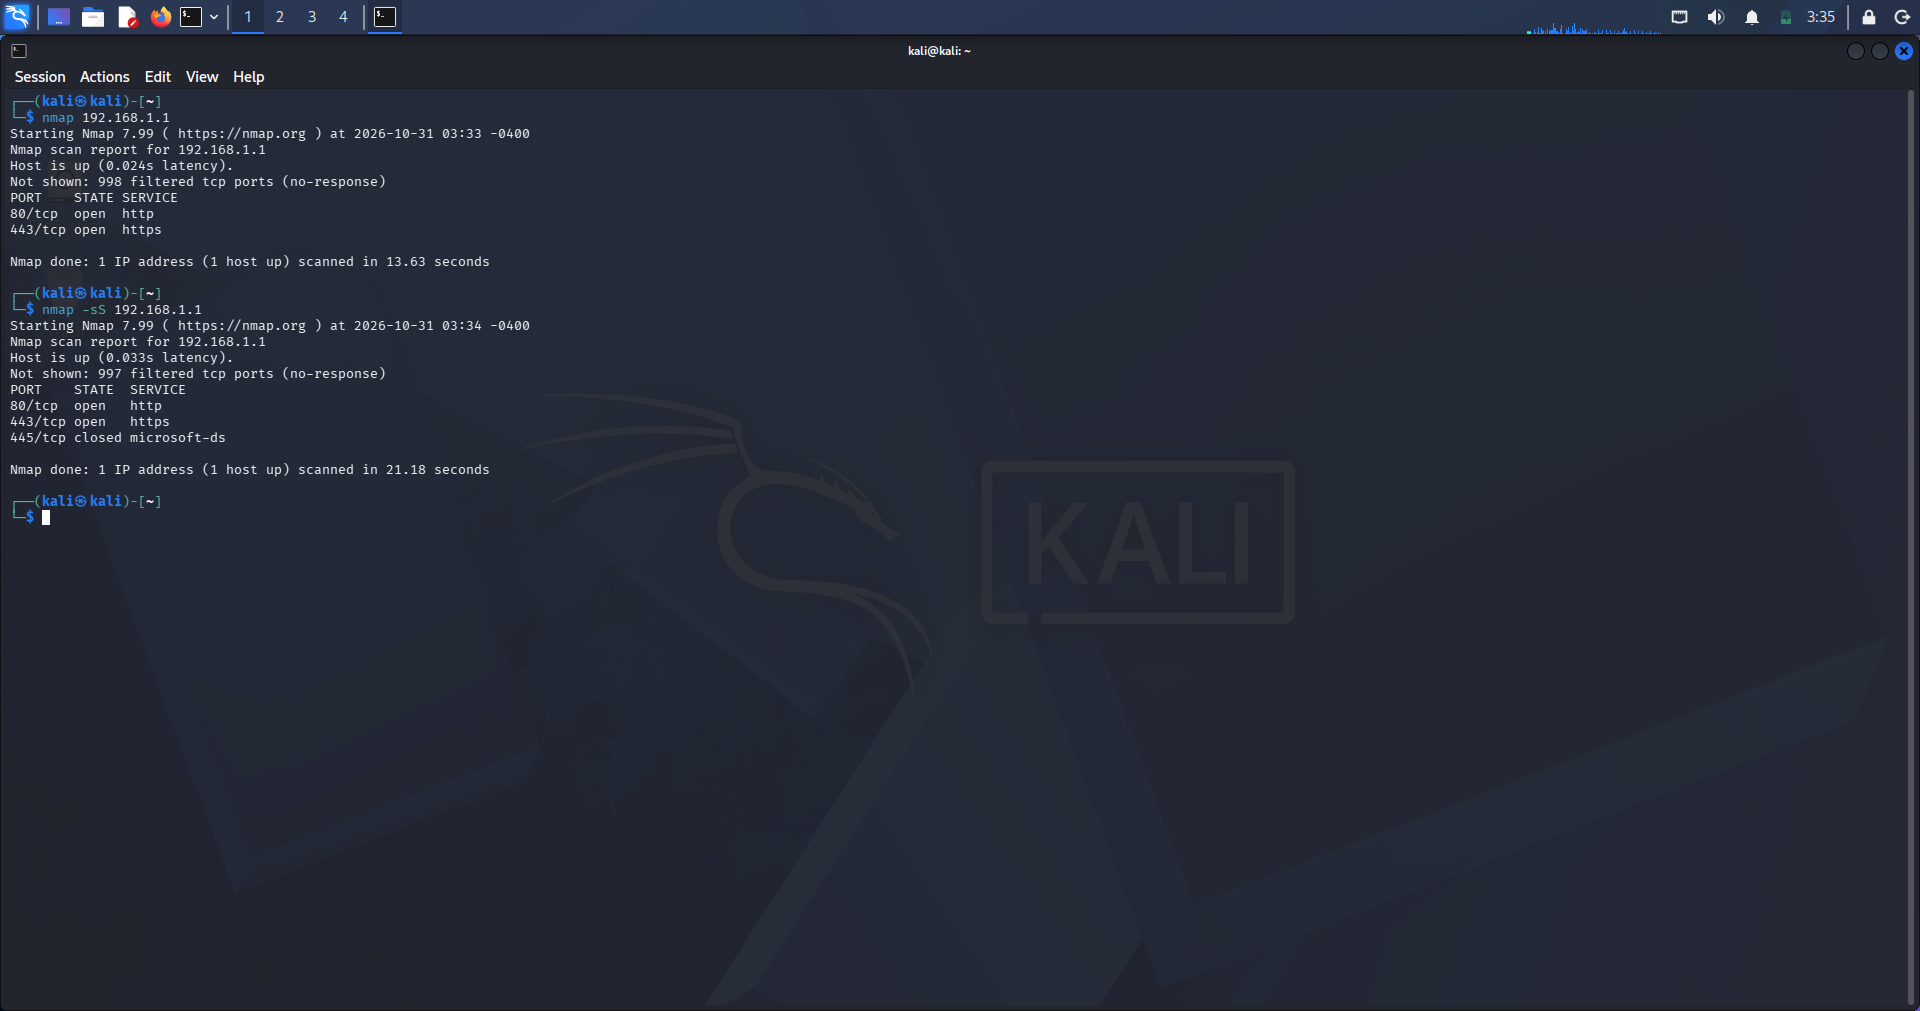 1 2 3 4 3:35
kali@kali: ~
Session Actions Edit View Help
┌──(kali㉿kali)-[~]
└─$ nmap 192.168.1.1
Starting Nmap 7.99 ( https://nmap.org ) at 2026-10-31 03:33 -0400
Nmap scan report for 192.168.1.1
Host is up (0.024s latency).
Not shown: 998 filtered tcp ports (no-response)
PORT    STATE SERVICE
80/tcp  open  http
443/tcp open  https
Nmap done: 1 IP address (1 host up) scanned in 13.63 seconds
┌──(kali㉿kali)-[~]
└─$ nmap -sS 192.168.1.1
Starting Nmap 7.99 ( https://nmap.org ) at 2026-10-31 03:34 -0400
Nmap scan report for 192.168.1.1
Host is up (0.033s latency).
Not shown: 997 filtered tcp ports (no-response)
PORT    STATE  SERVICE
80/tcp  open   http
443/tcp open   https
445/tcp closed microsoft-ds
Nmap done: 1 IP address (1 host up) scanned in 21.18 seconds
┌──(kali㉿kali)-[~]
└─$
KALI